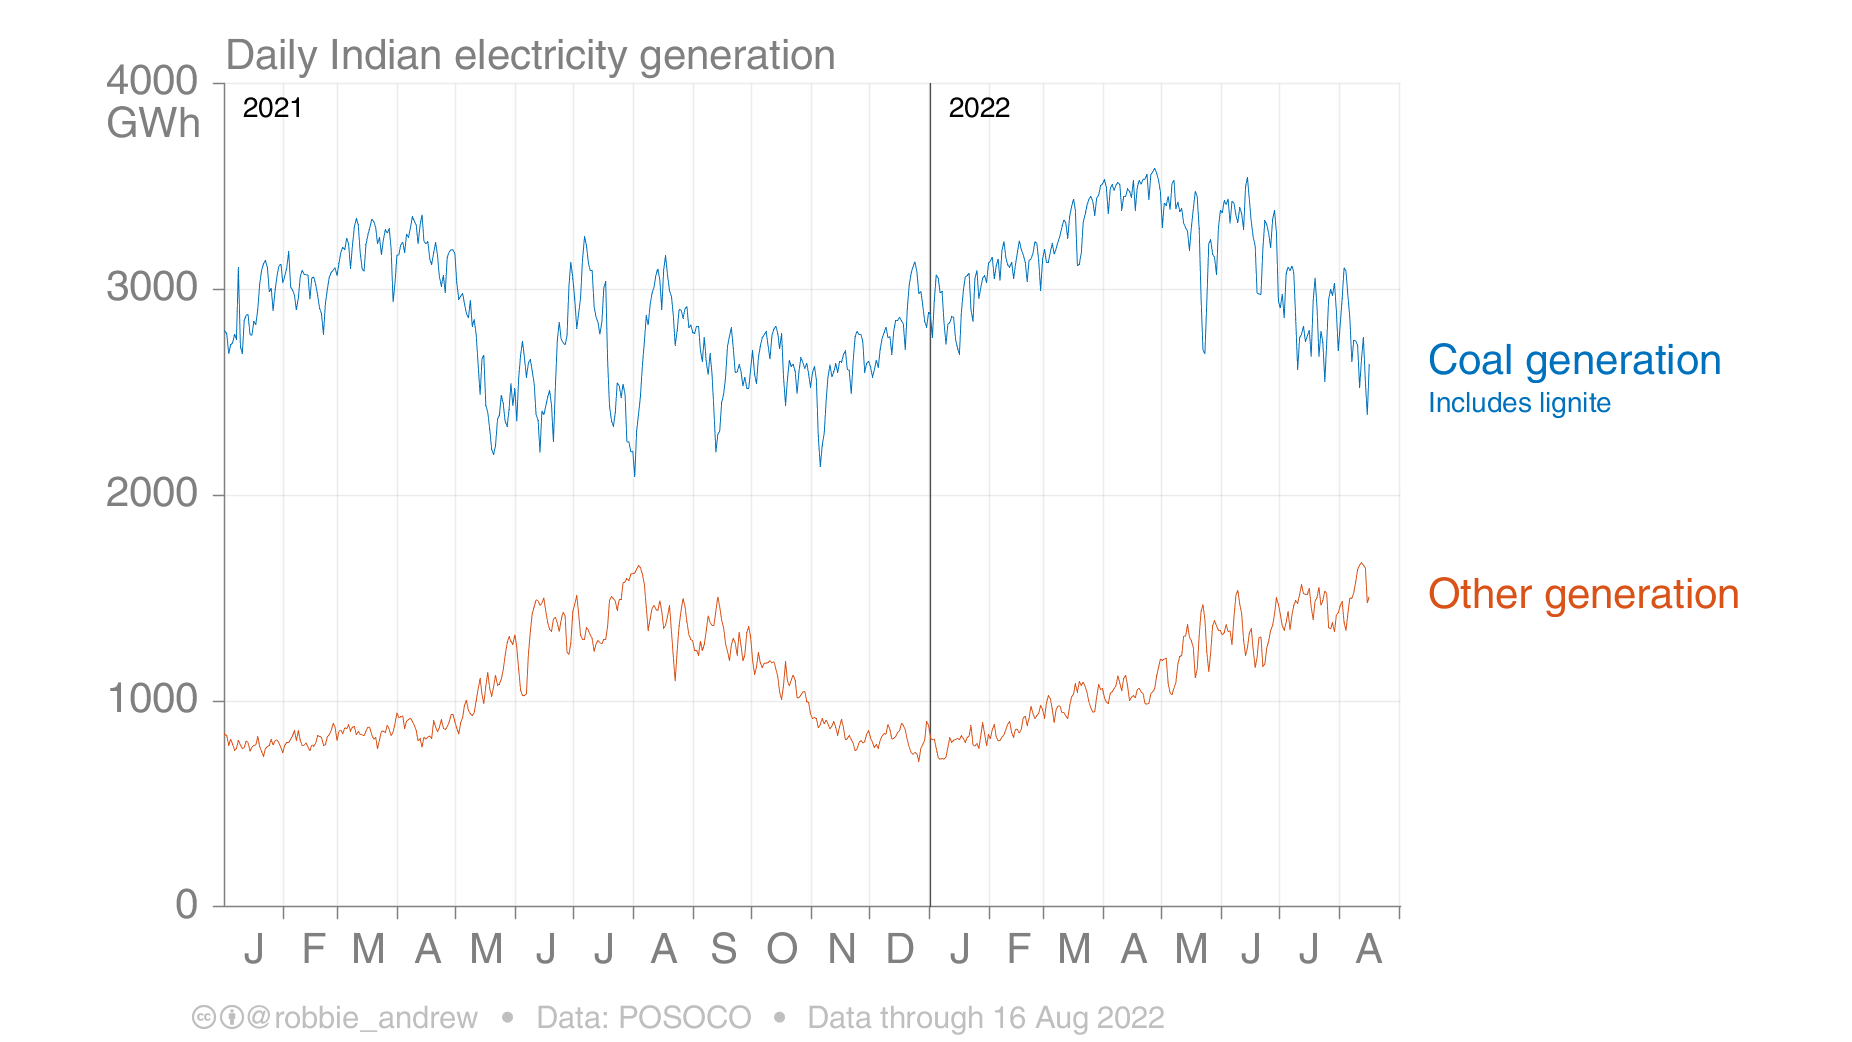 Daily Indian electricity generation
4000
GWh
2021
2022
3000
Coal generation
Includes lignite
2000
Other generation
1000
0
J F M A M J J A S O N D J F M A M J J A
cc @robbie_andrew • Data: POSOCO • Data through 16 Aug 2022